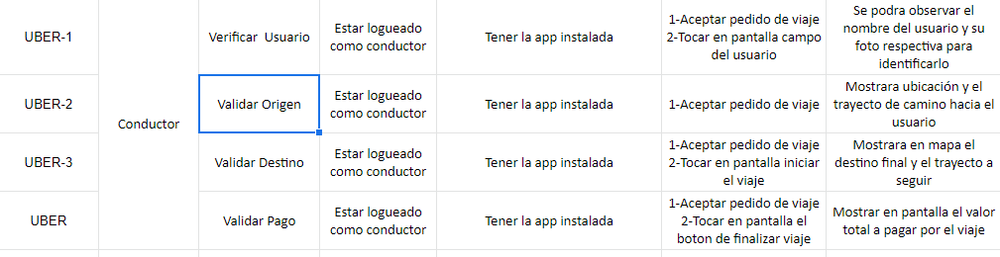 UBER-1
Conductor
Verificar  Usuario
Estar logueado
como conductor
Tener la app instalada
1-Aceptar pedido de viaje
2-Tocar en pantalla campo
del usuario
Se podra observar el
nombre del usuario y su
foto respectiva para
identificarlo
UBER-2
Validar Origen
Estar logueado
como conductor
Tener la app instalada
1-Aceptar pedido de viaje
Mostrara ubicación y el
trayecto de camino hacia el
usuario
UBER-3
Validar Destino
Estar logueado
como conductor
Tener la app instalada
1-Aceptar pedido de viaje
2-Tocar en pantalla iniciar
el viaje
Mostrara en mapa el
destino final y el trayecto a
seguir
UBER
Validar Pago
Estar logueado
como conductor
Tener la app instalada
1-Aceptar pedido de viaje
2-Tocar en pantalla el
boton de finalizar viaje
Mostrar en pantalla el valor
total a pagar por el viaje